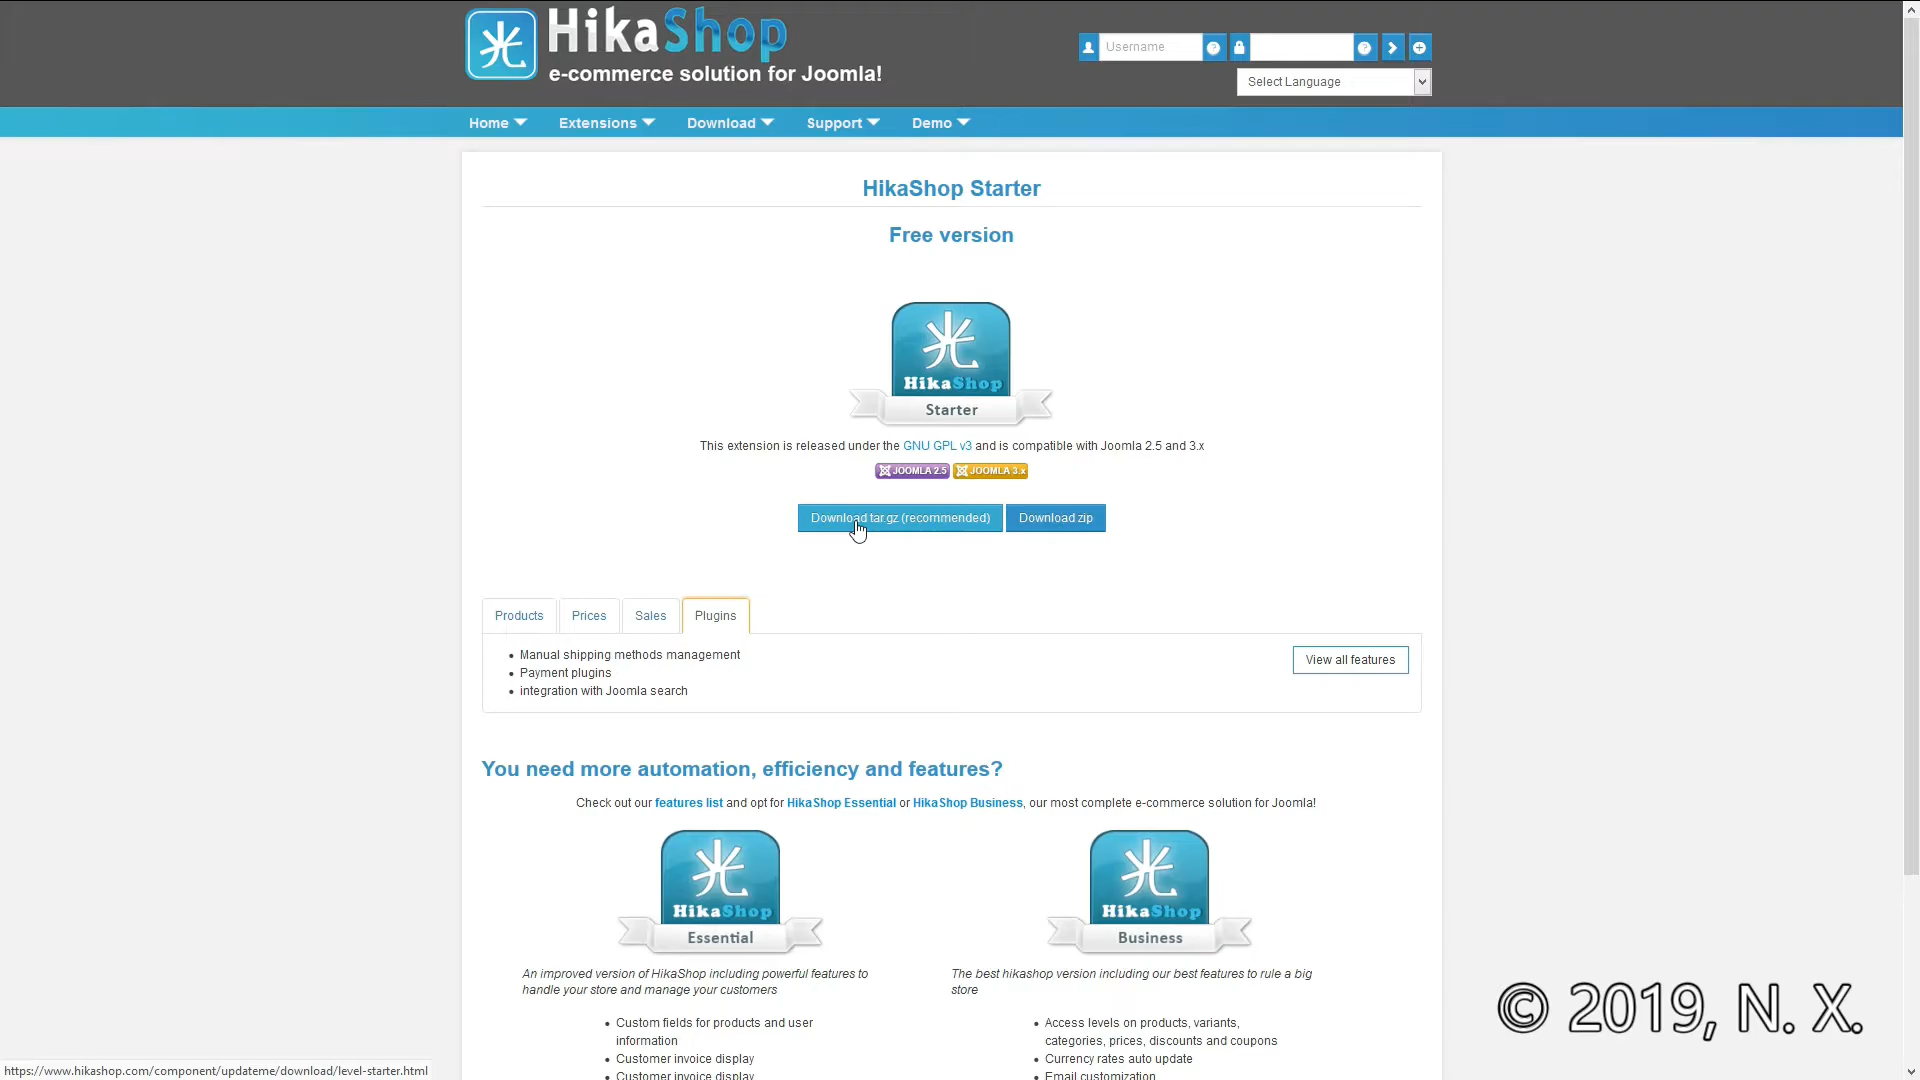 HikaShop
e-commerce solution for Joomla!
Username
Select Language
Home
Extensions
Download
Support
Demo
HikaShop Starter
Free version
光
HikaShop
Starter
This extension is released under the GNU GPL v3 and is compatible with Joomla 2.5 and 3.x
JOOMLA 2.5
JOOMLA 3.x
Download tar.gz (recommended)
Download zip
Products
Prices
Sales
Plugins
Manual shipping methods management
View all features
Payment plugins
integration with Joomla search
You need more automation, efficiency and features?
Check out our features list and opt for HikaShop Essential or HikaShop Business, our most complete e-commerce solution for Joomla!
光
HikaShop
Essential
光
HikaShop
Business
An improved version of HikaShop including powerful features to
handle your store and manage your customers
The best hikashop version including our best features to rule a big
store
Custom fields for products and user
information
Customer invoice display
Customer invoice display
Access levels on products, variants,
categories, prices, discounts and coupons
Currency rates auto update
Email customization
© 2019, N. X.
https://www.hikashop.com/component/updateme/download/level-starter.html